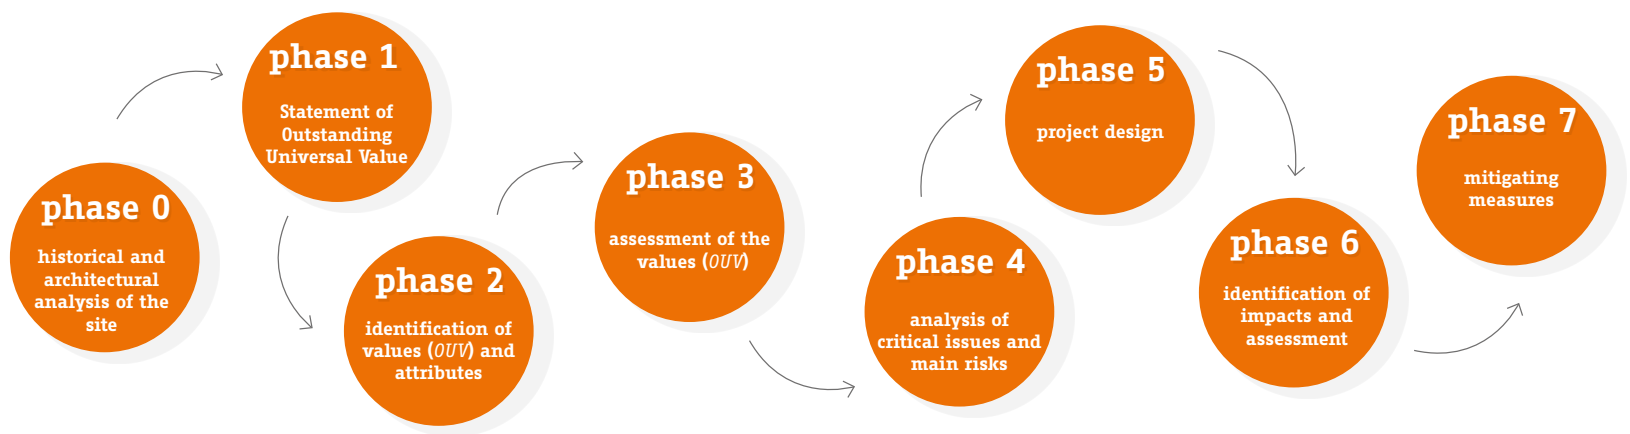 phase 0
historical and
architectural
analysis of the
site
phase 1
Statement of
Outstanding
Universal Value
phase 2
identification of
values (OUV) and
attributes
phase 3
assessment of the
values (OUV)
phase 4
analysis of
critical issues and
main risks
phase 5
project design
phase 6
identification of
impacts and
assessment
phase 7
mitigating
measures